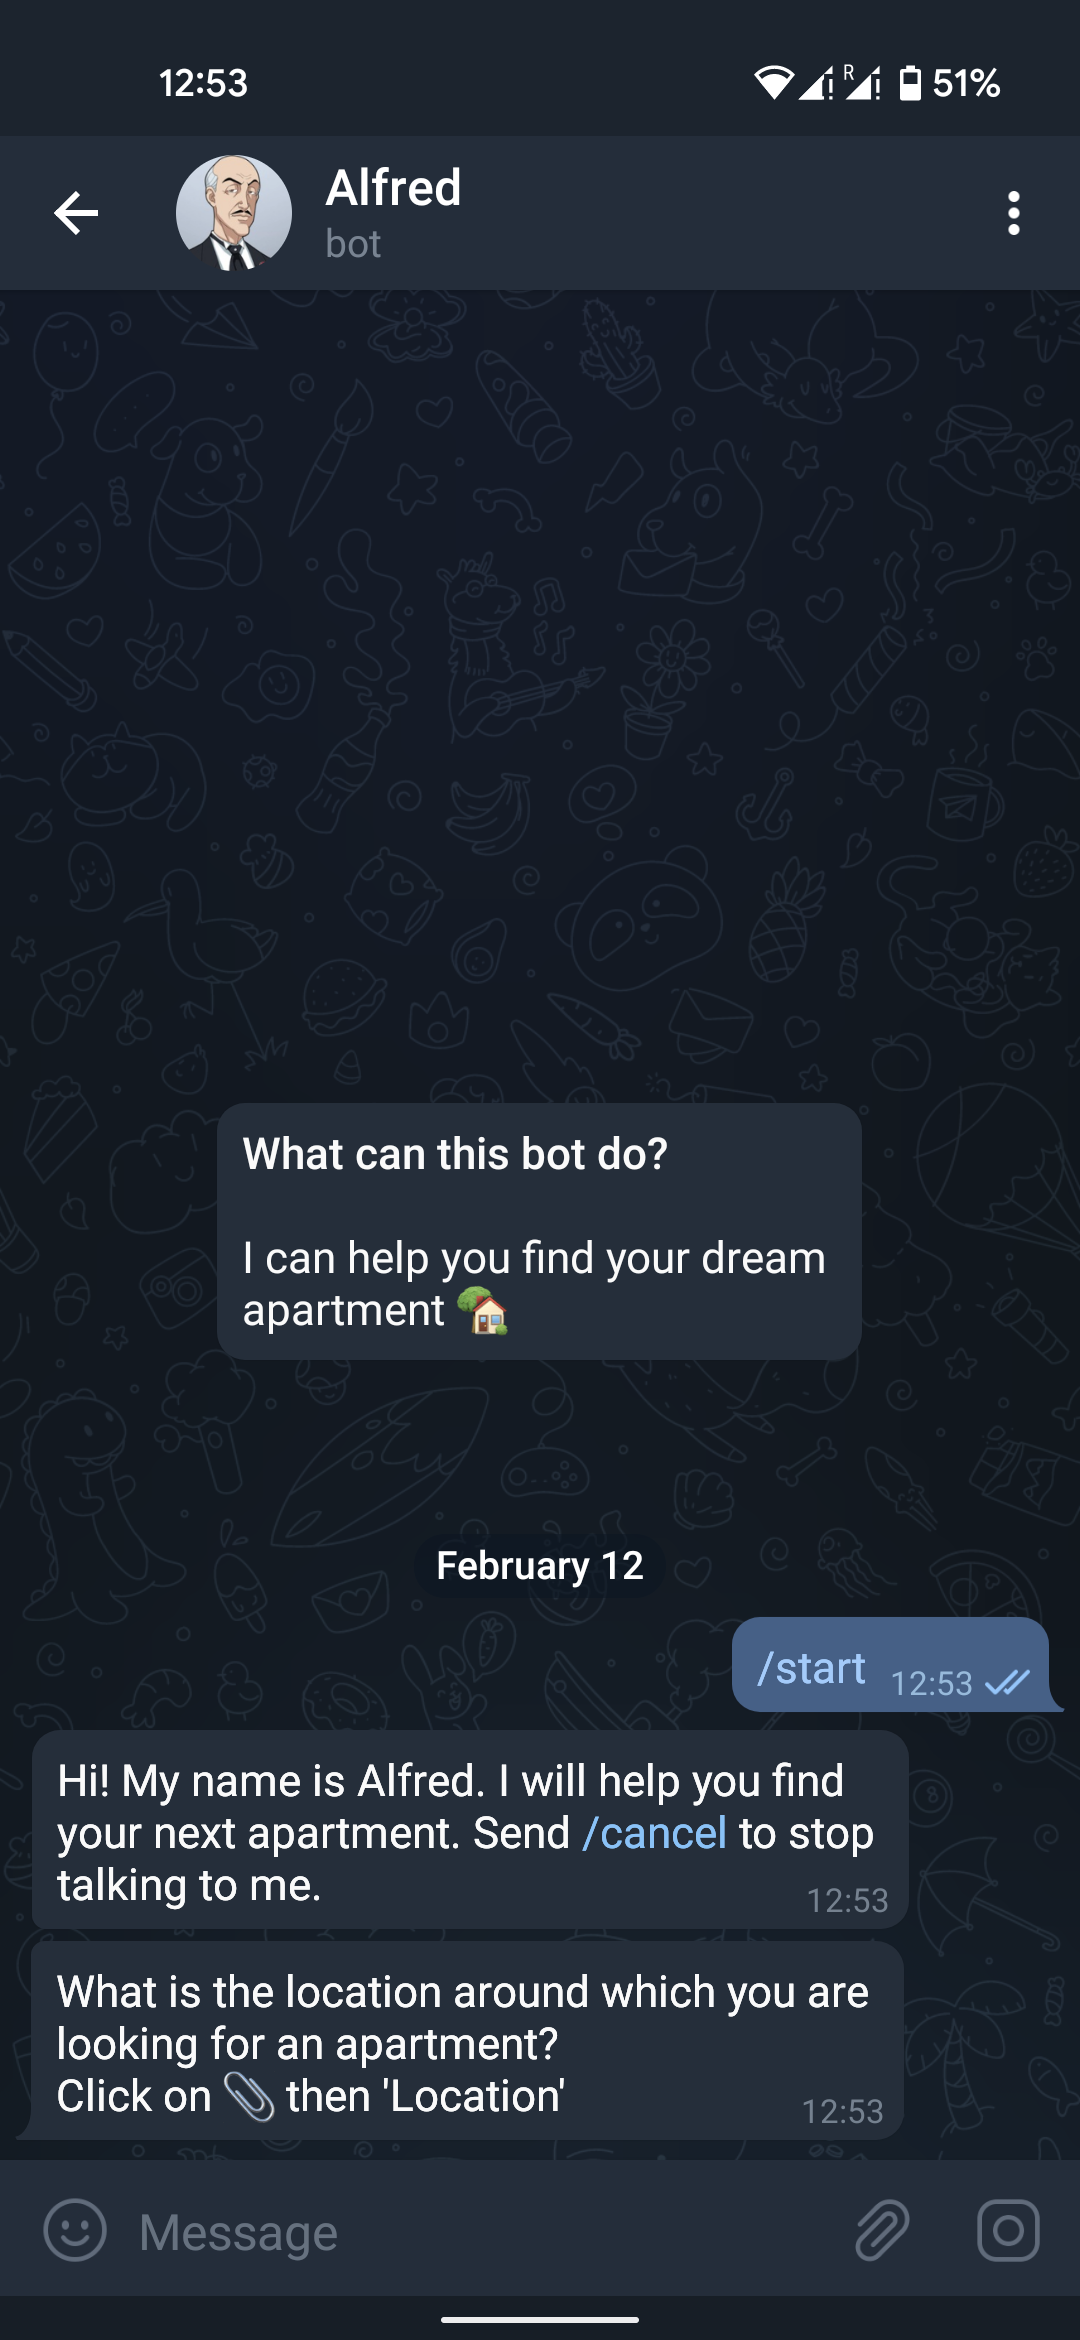 12:53
R
51%
Alfred
bot
What can this bot do?
I can help you find your dream
apartment 🏡
February 12
/start 12:53
Hi! My name is Alfred. I will help you find
your next apartment. Send /cancel to stop
talking to me. 12:53
What is the location around which you are
looking for an apartment?
Click on 📎 then 'Location' 12:53
Message